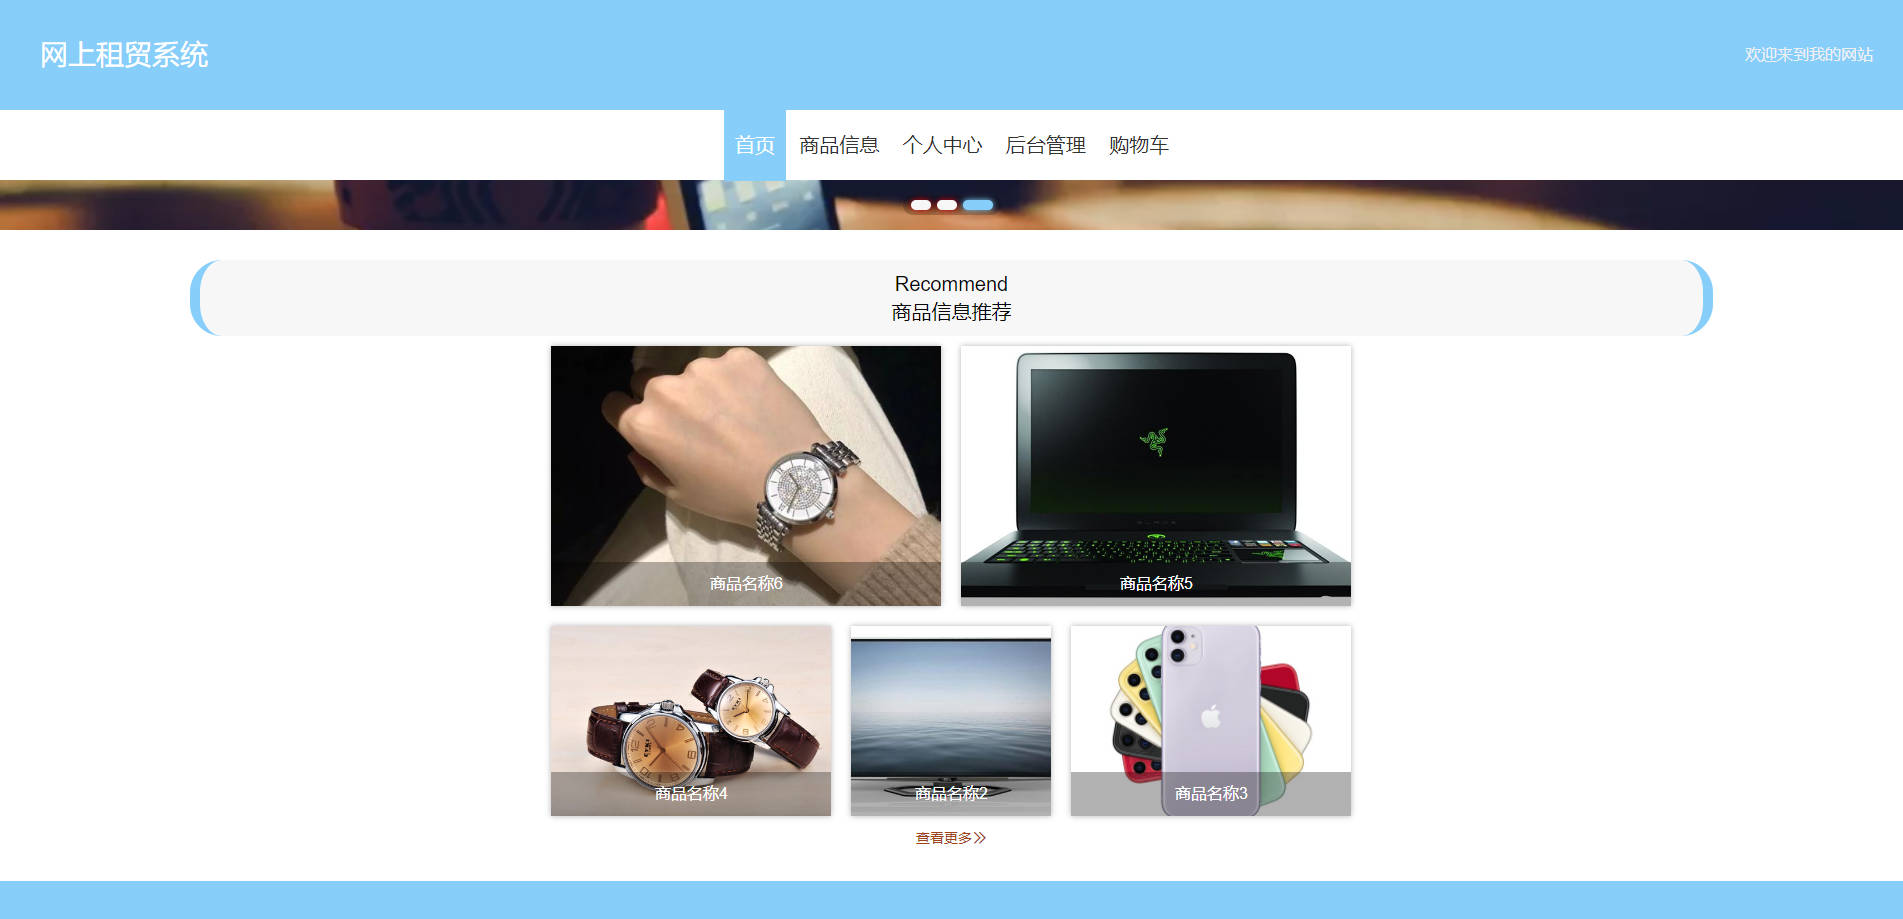 网上租贸系统
欢迎来到我的网站
首页 商品信息 个人中心 后台管理 购物车
Recommend
商品信息推荐
商品名称6
商品名称5
商品名称4
商品名称2
商品名称3
查看更多